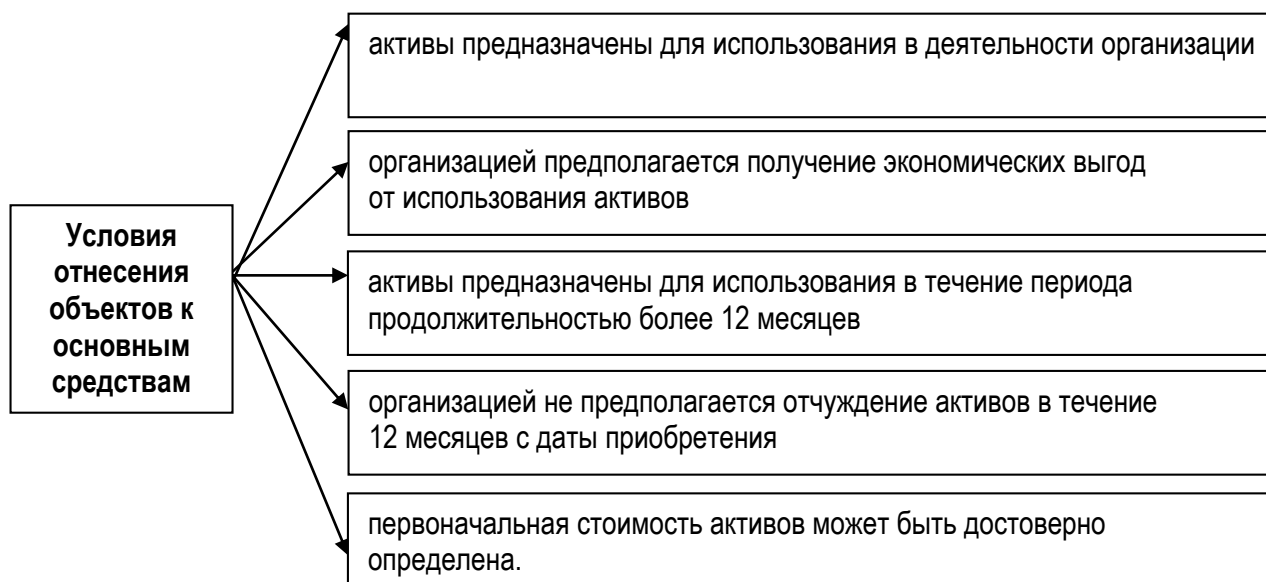 Условия
отнесения
объектов к
основным
средствам
активы предназначены для использования в деятельности организации
организацией предполагается получение экономических выгод
от использования активов
активы предназначены для использования в течение периода
продолжительностью более 12 месяцев
организацией не предполагается отчуждение активов в течение
12 месяцев с даты приобретения
первоначальная стоимость активов может быть достоверно
определена.